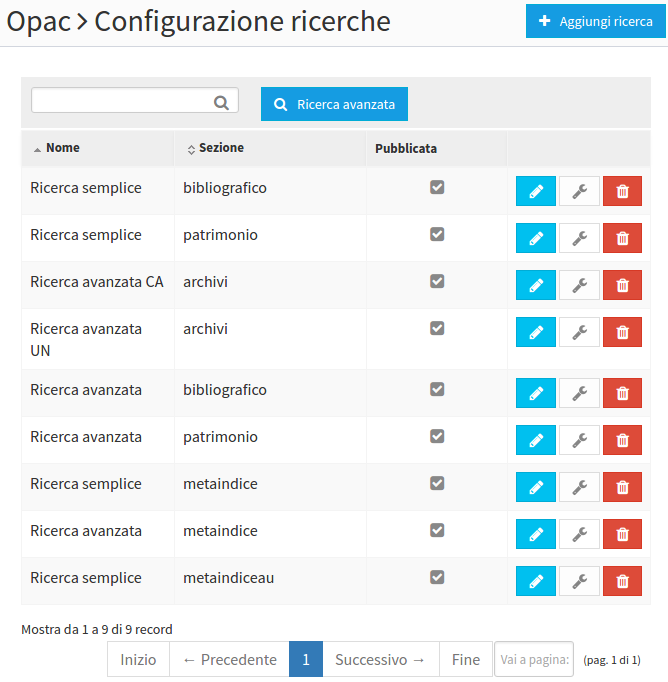 Opac > Configurazione ricerche
Aggiungi ricerca
Ricerca avanzata
Nome Sezione Pubblicata
Ricerca semplice bibliografico
Ricerca semplice patrimonio
Ricerca avanzata CA archivi
Ricerca avanzata archivi
UN
Ricerca avanzata bibliografico
Ricerca avanzata patrimonio
Ricerca semplice metaindice
Ricerca avanzata metaindice
Ricerca semplice metaindiceau
Mostra da 1 a 9 di 9 record
Inizio ← Precedente 1 Successivo → Fine Vai a pagina: (pag. 1 di 1)